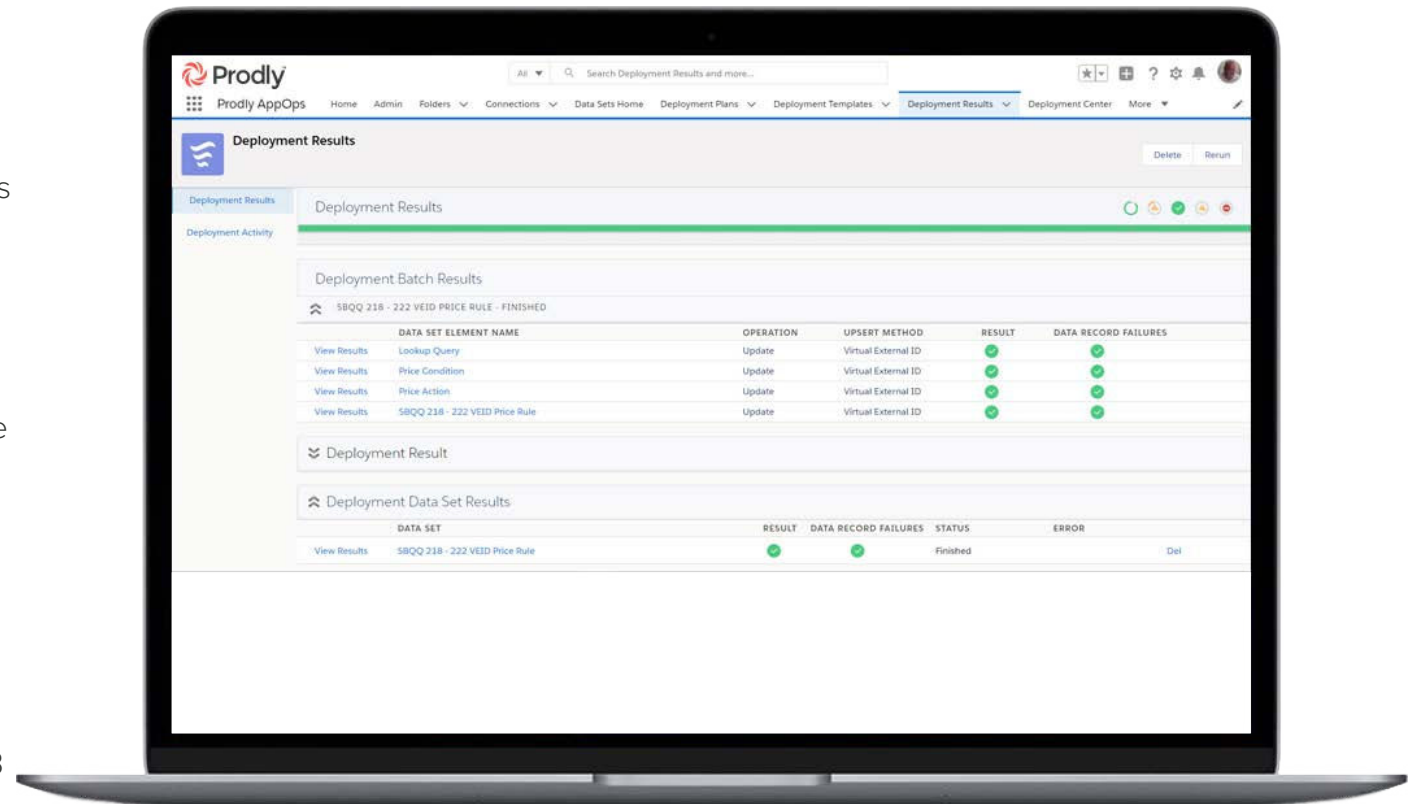 Prodly
All
Search Deployment Results and more...
Prodly AppOps Home Admin Folders Connections Data Sets Home Deployment Plans Deployment Templates Deployment Results Deployment Center More
Deployment Results
Delete Rerun
s
Deployment Results
Deployment Results
Deployment Activity
Deployment Batch Results
SBQQ 218 - 222 VEID PRICE RULE - FINISHED
DATA SET ELEMENT NAME OPERATION UPSERT METHOD RESULT DATA RECORD FAILURES
View Results Lookup Query Update Virtual External ID
View Results Price Condition Update Virtual External ID
View Results Price Action Update Virtual External ID
View Results SBQQ 218 - 222 VEID Price Rule Update Virtual External ID
e
Deployment Result
Deployment Data Set Results
DATA SET RESULT DATA RECORD FAILURES STATUS ERROR
View Results SBQQ 218 - 222 VEID Price Rule Finished Del